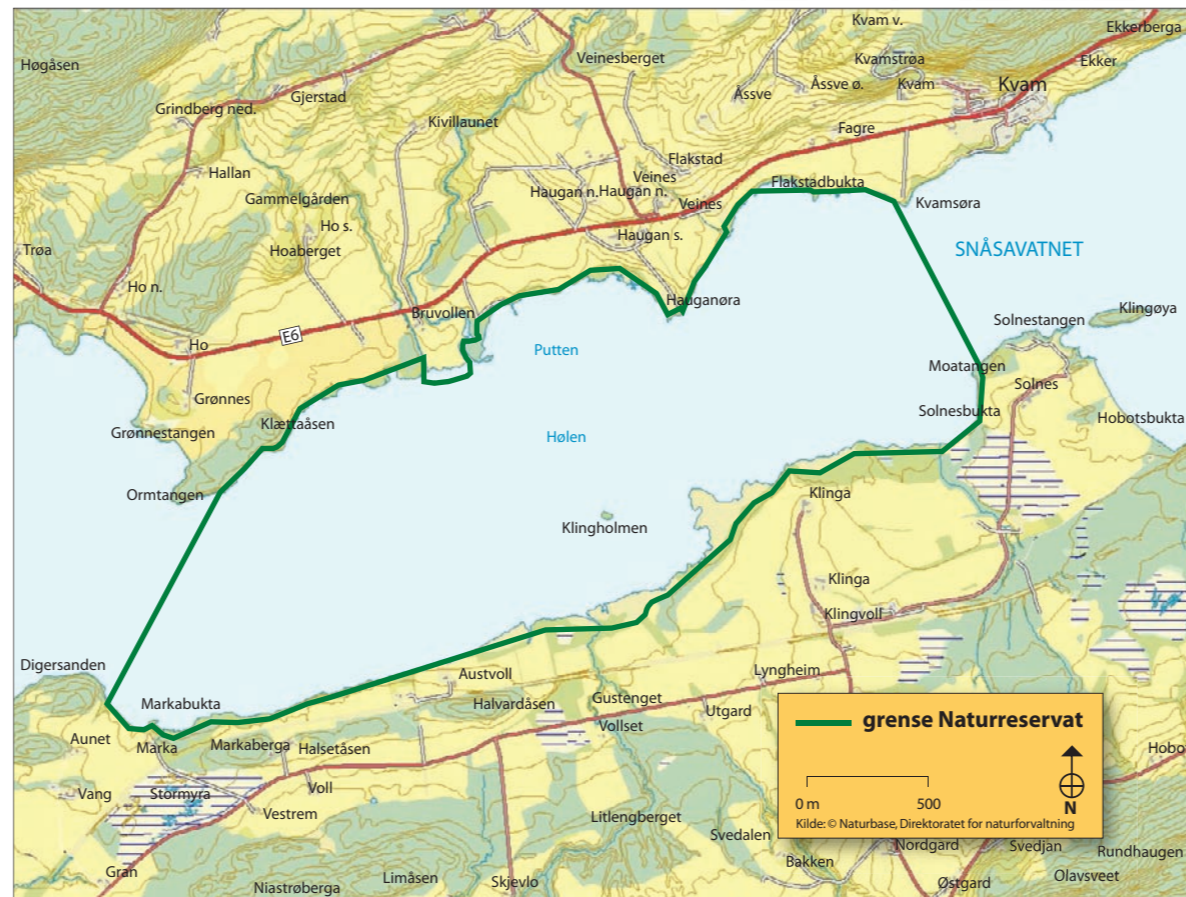 Kvam v.
Ekkerberga
Høgåsen
Veinesberget
Kvamstrøa
Ekker
Gjerstad
Åssve
Åssve ø.
Kvam
Kvam
Grindberg ned.
Kivillaunet
Fagre
Flakstad
Hallan
Veines
Flakstadbukta
Gammelgården
Haugan n.
Haugan n.
Veines
Kvamsøra
Ho s.
Haugan s.
Trøa
Hoaberget
SNÅSAVATNET
Ho n.
Hauganøra
Klingøya
Bruvollen
Solnestangen
E6
Ho
Putten
Moatangen
Solnes
Grønnes
Solnesbukta
Hobotsbukta
Klættaåsen
Grønnestangen
Hølen
Ormtangen
Klinga
Klingholmen
Klinga
Klingvoll
Digersanden
Lyngheim
Austvoll
Markabukta
Halvardåsen
Gustenget
Utgard
Vollset
Aunet
Marka
Markaberga
Halsetåsen
Hobo
Vang
Stormyra
Voll
Vestrem
Litlengberget
Svedalen
Nordgard
Svedjan
Rundhaugen
Bakken
Gran
Limåsen
Olavsveet
Niastrøberga
Skjevlo
Østgard
grense Naturreservat
0 m 500
N
Kilde: © Naturbase, Direktoratet for naturforvaltning